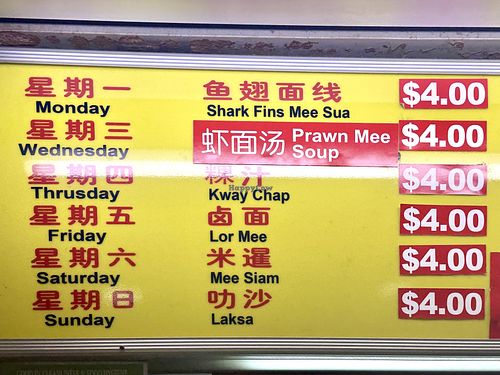 星期一 鱼翅面线 $4.00
Monday Shark Fins Mee Sua
星期三 虾面汤 Prawn Mee Soup $4.00
Wednesday
星期四 粿汁 $4.00
Thrusday Kway Chap
HappyCow
星期五 卤面 $4.00
Friday Lor Mee
星期六 米暹 $4.00
Saturday Mee Siam
星期日 叻沙 $4.00
Sunday Laksa